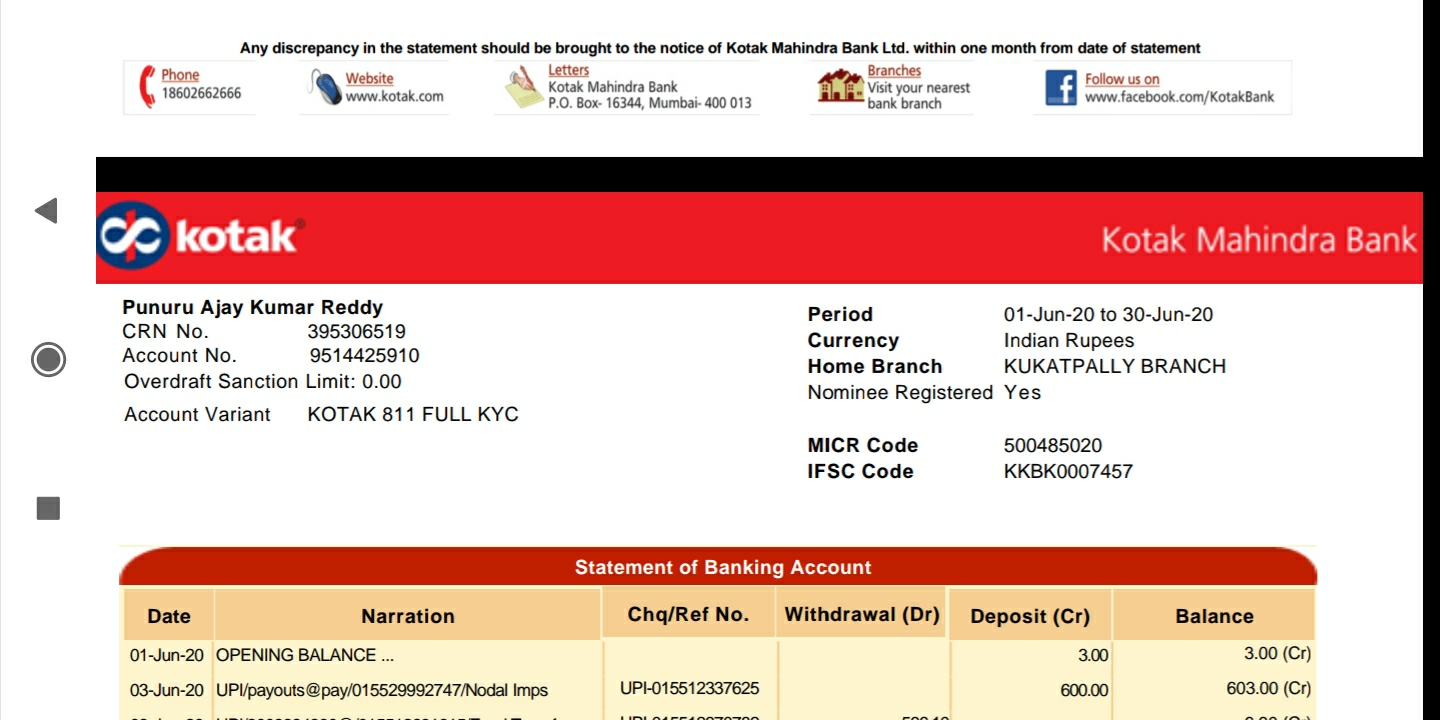 Any discrepancy in the statement should be brought to the notice of Kotak Mahindra Bank Ltd. within one month from date of statement
Phone
18602662666
Website
www.kotak.com
Letters
Kotak Mahindra Bank
P.O. Box- 16344, Mumbai- 400 013
Branches
Visit your nearest
bank branch
Follow us on
www.facebook.com/KotakBank
kotak®
Kotak Mahindra Bank
Punuru Ajay Kumar Reddy
CRN No. 395306519
Account No. 9514425910
Overdraft Sanction Limit: 0.00
Account Variant KOTAK 811 FULL KYC
Period 01-Jun-20 to 30-Jun-20
Currency Indian Rupees
Home Branch KUKATPALLY BRANCH
Nominee Registered Yes
MICR Code 500485020
IFSC Code KKBK0007457
Statement of Banking Account
Date Narration Chq/Ref No. Withdrawal (Dr) Deposit (Cr) Balance
01-Jun-20 OPENING BALANCE ... 3.00 3.00 (Cr)
03-Jun-20 UPI/payouts@pay/015529992747/Nodal Imps UPI-015512337625 600.00 603.00 (Cr)